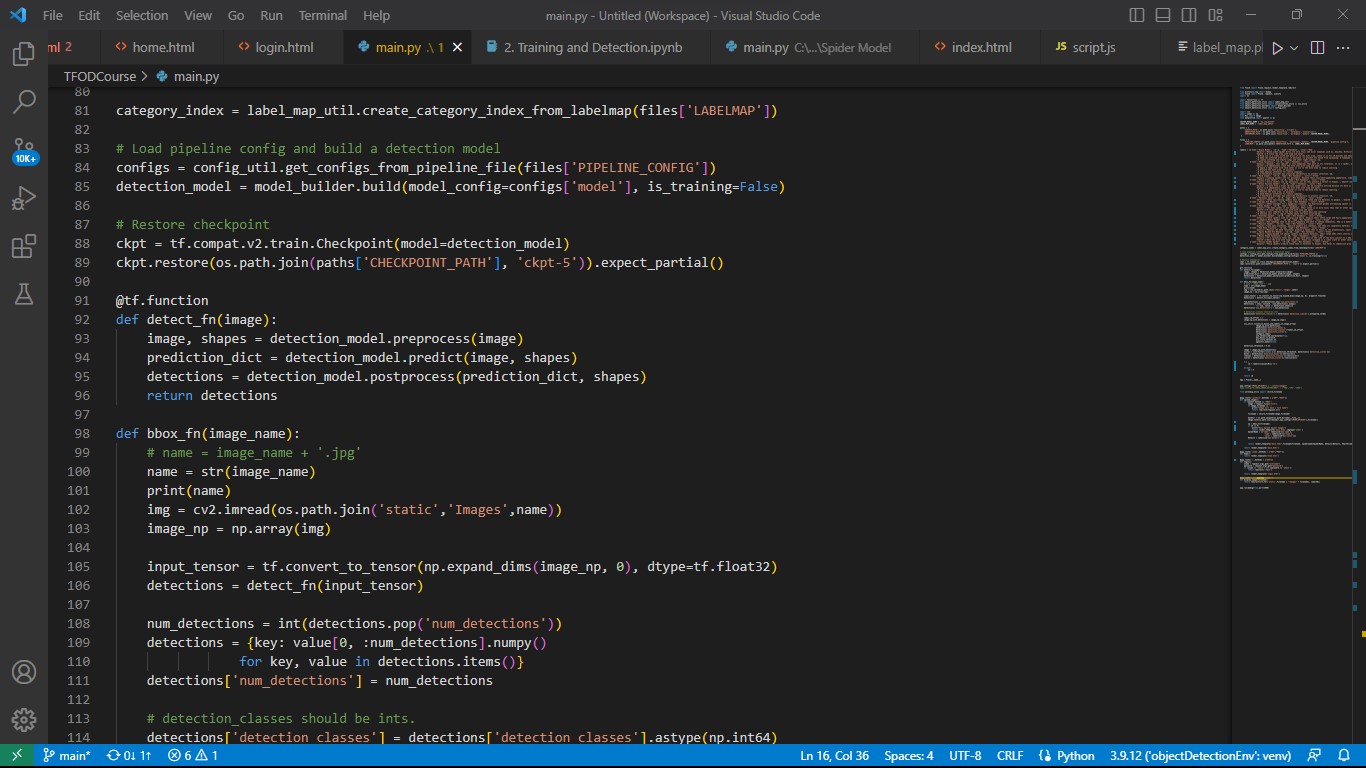 File Edit Selection View Go Run Terminal Help main.py - Untitled (Workspace) - Visual Studio Code
ml 2 <> home.html <> login.html main.py .\ 1 2. Training and Detection.ipynb main.py C:\...\Spider Model <> index.html JS script.js label_map.p
TFODCourse > main.py
80
81 category_index = label_map_util.create_category_index_from_labelmap(files['LABELMAP'])
82
83 # Load pipeline config and build a detection model
84 configs = config_util.get_configs_from_pipeline_file(files['PIPELINE_CONFIG'])
85 detection_model = model_builder.build(model_config=configs['model'], is_training=False)
86
87 # Restore checkpoint
88 ckpt = tf.compat.v2.train.Checkpoint(model=detection_model)
89 ckpt.restore(os.path.join(paths['CHECKPOINT_PATH'], 'ckpt-5')).expect_partial()
90
91 @tf.function
92 def detect_fn(image):
93     image, shapes = detection_model.preprocess(image)
94     prediction_dict = detection_model.predict(image, shapes)
95     detections = detection_model.postprocess(prediction_dict, shapes)
96     return detections
97
98 def bbox_fn(image_name):
99     # name = image_name + '.jpg'
100     name = str(image_name)
101     print(name)
102     img = cv2.imread(os.path.join('static','Images',name))
103     image_np = np.array(img)
104
105     input_tensor = tf.convert_to_tensor(np.expand_dims(image_np, 0), dtype=tf.float32)
106     detections = detect_fn(input_tensor)
107
108     num_detections = int(detections.pop('num_detections'))
109     detections = {key: value[0, :num_detections].numpy()
110                 for key, value in detections.items()}
111     detections['num_detections'] = num_detections
112
113     # detection_classes should be ints.
114     detections['detection_classes'] = detections['detection_classes'].astype(np.int64)
10K+
main* 0↓ 1↑ 6 1 Ln 16, Col 36 Spaces: 4 UTF-8 CRLF Python 3.9.12 ('objectDetectionEnv': venv)